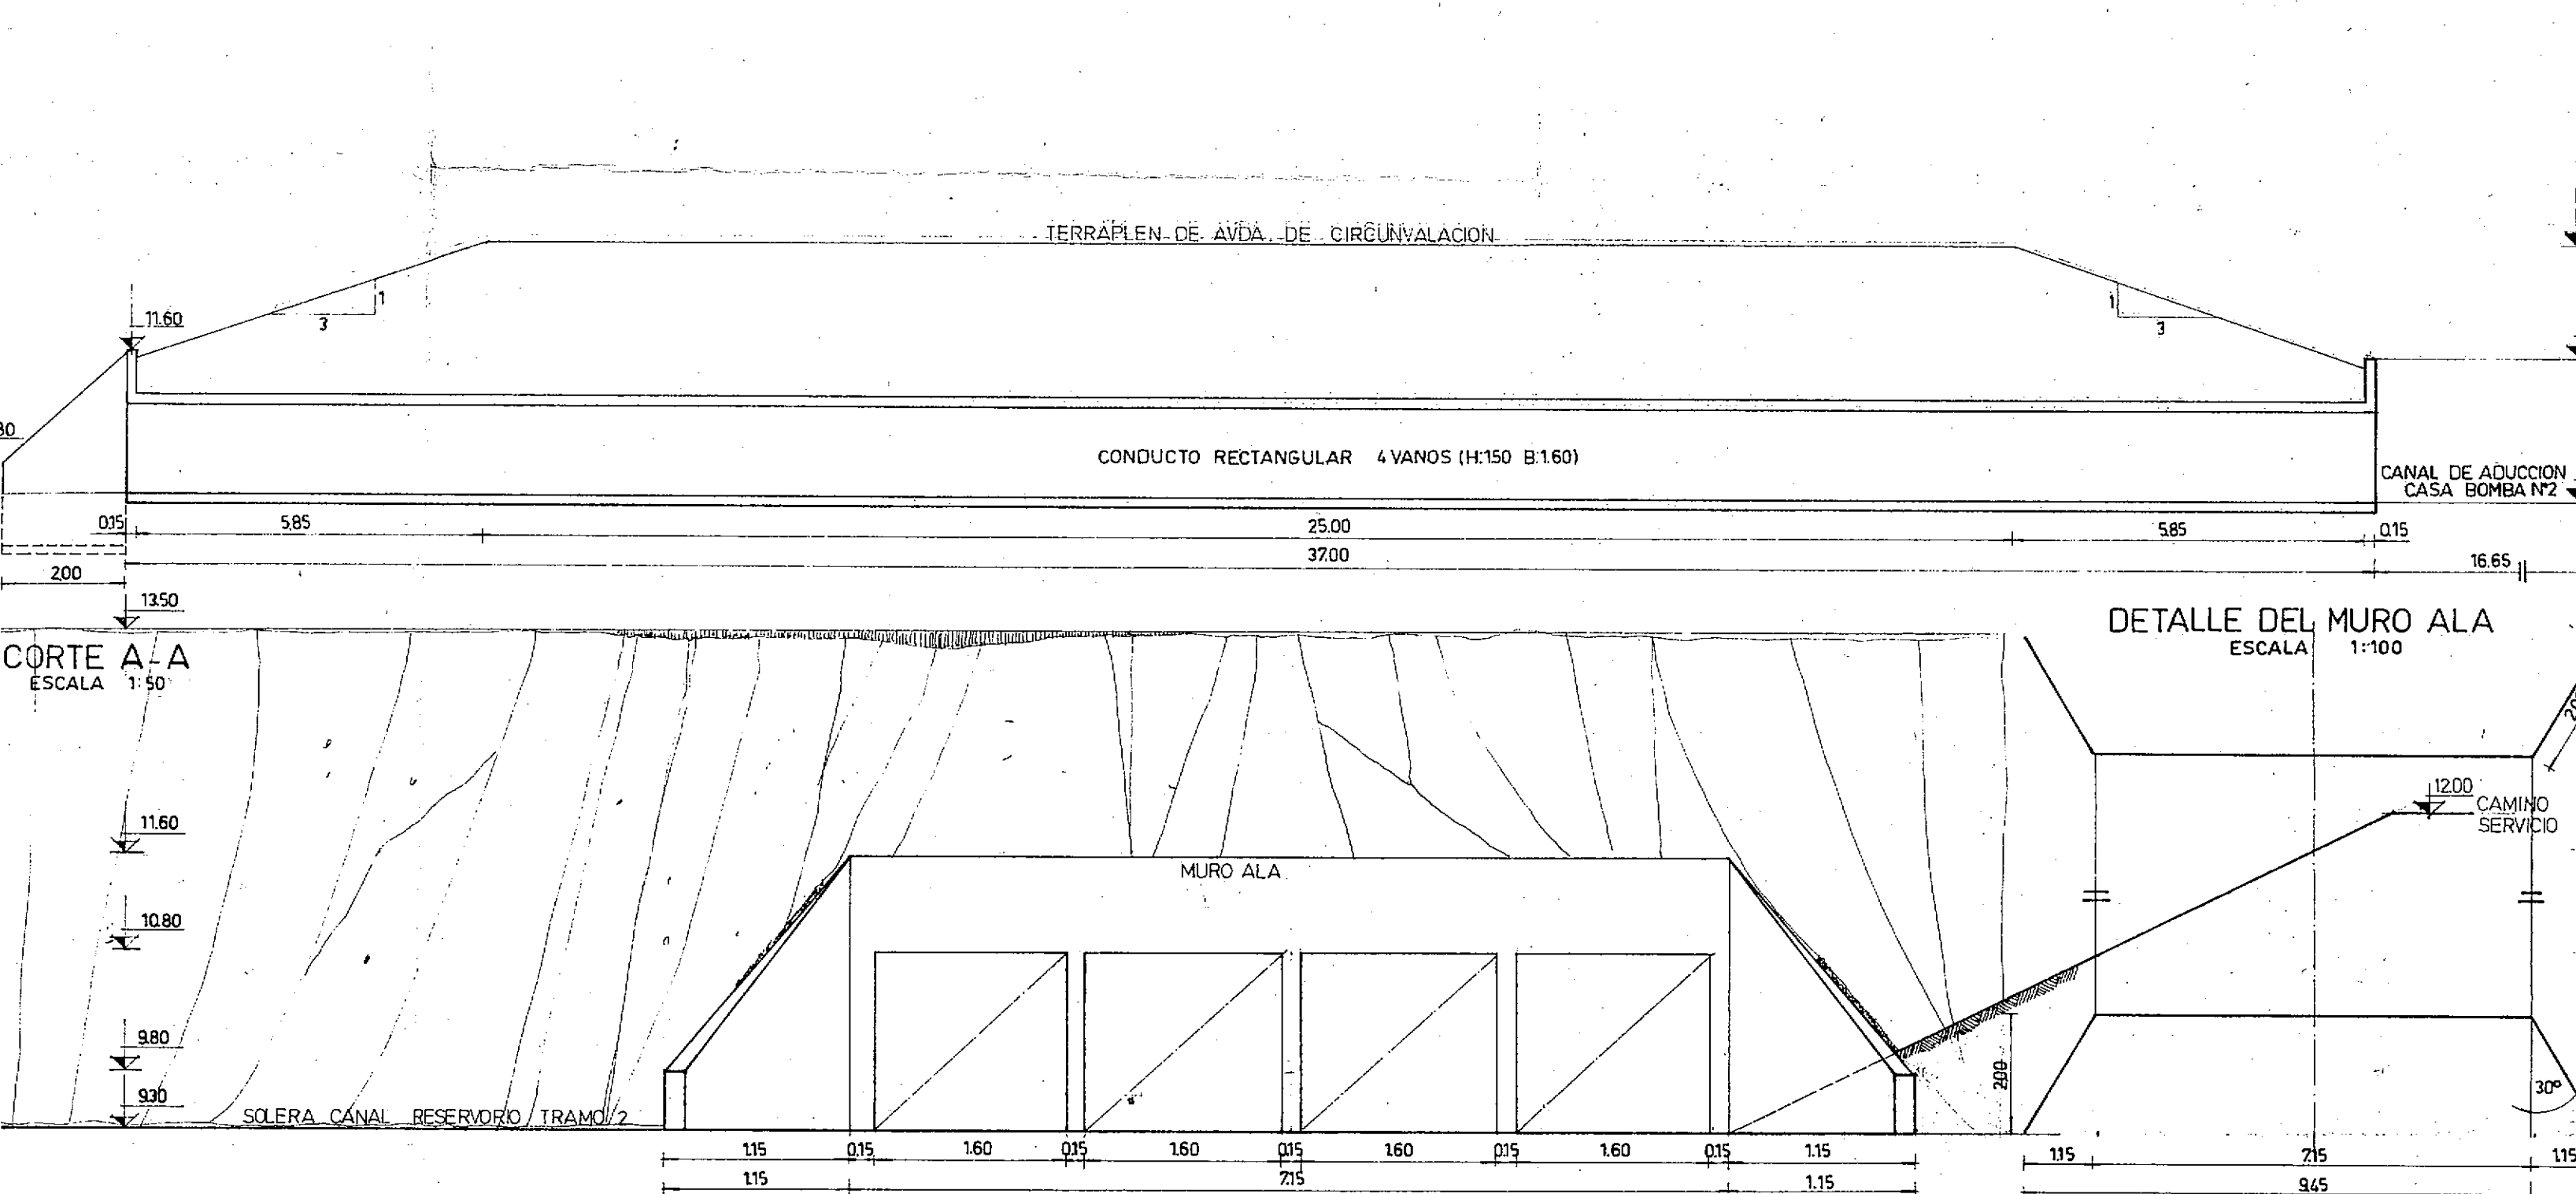 TERRAPLEN DE AVDA. DE CIRCUNVALACION
1
3
11.60
1
3
CONDUCTO RECTANGULAR 4 VANOS (H:1.50 B:1.60)
CANAL DE ADUCCION
CASA BOMBA Nº2
0.15
5.85
25.00
5.85
0.15
37.00
2.00
16.65
13.50
CORTE A-A
ESCALA 1:50
DETALLE DEL MURO ALA
ESCALA 1:100
12.00
CAMINO
SERVICIO
11.60
MURO ALA
10.80
9.80
9.30
SOLERA CANAL RESERVORIO TRAMO 2
2.00
30º
1.15 0.15 1.60 0.15 1.60 0.15 1.60 0.15 1.60 0.15 1.15
1.15 7.15 1.15
1.15 7.15 1.15
9.45